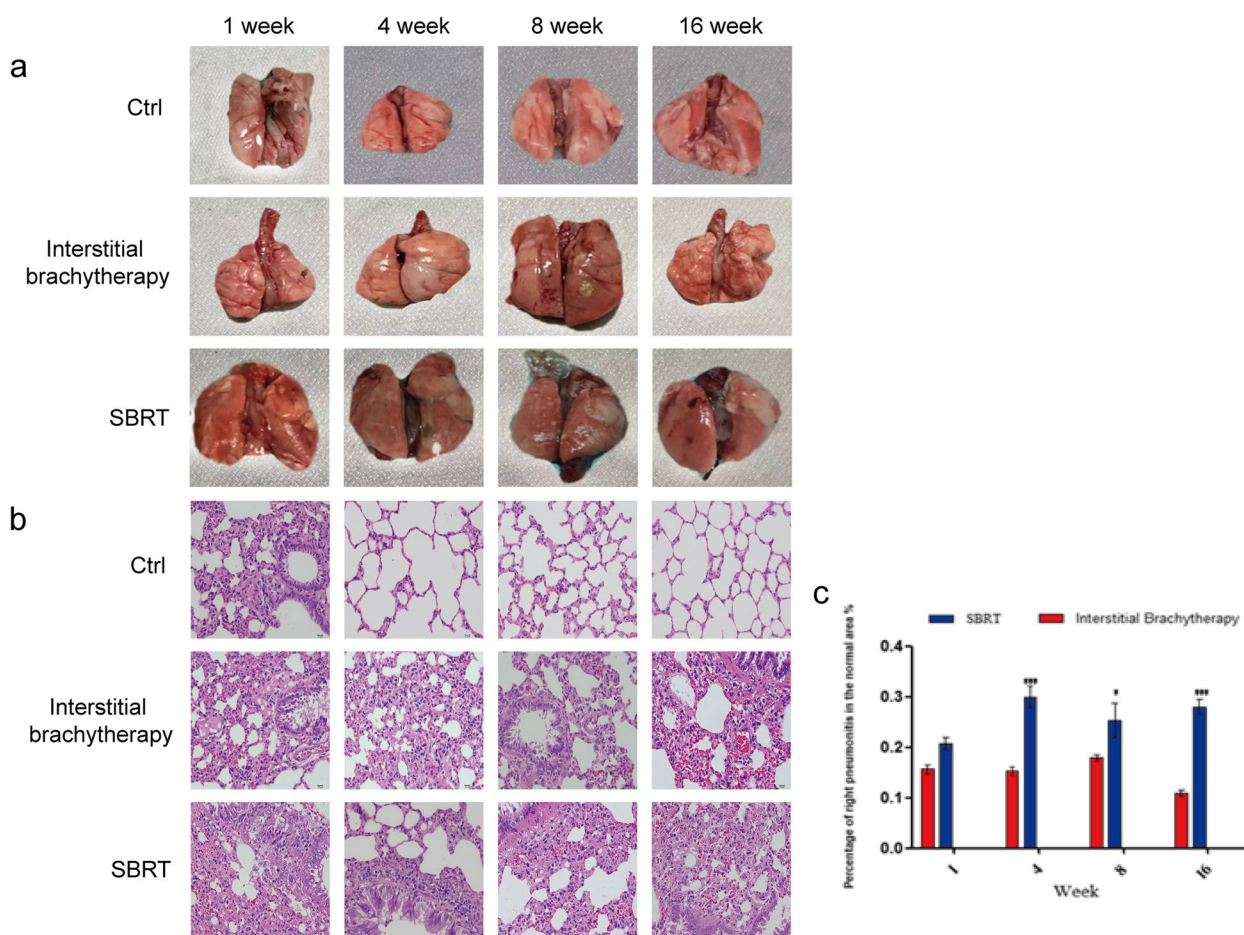 1 week 4 week 8 week 16 week
a
Ctrl
Interstitial
brachytherapy
SBRT
b
Ctrl
Interstitial
brachytherapy
SBRT
c
SBRT Interstitial Brachytherapy
Percentage of right pneumonitis in the normal area %
0.4
0.3
0.2
0.1
0.0
*** * ***
1 4 8 16
Week